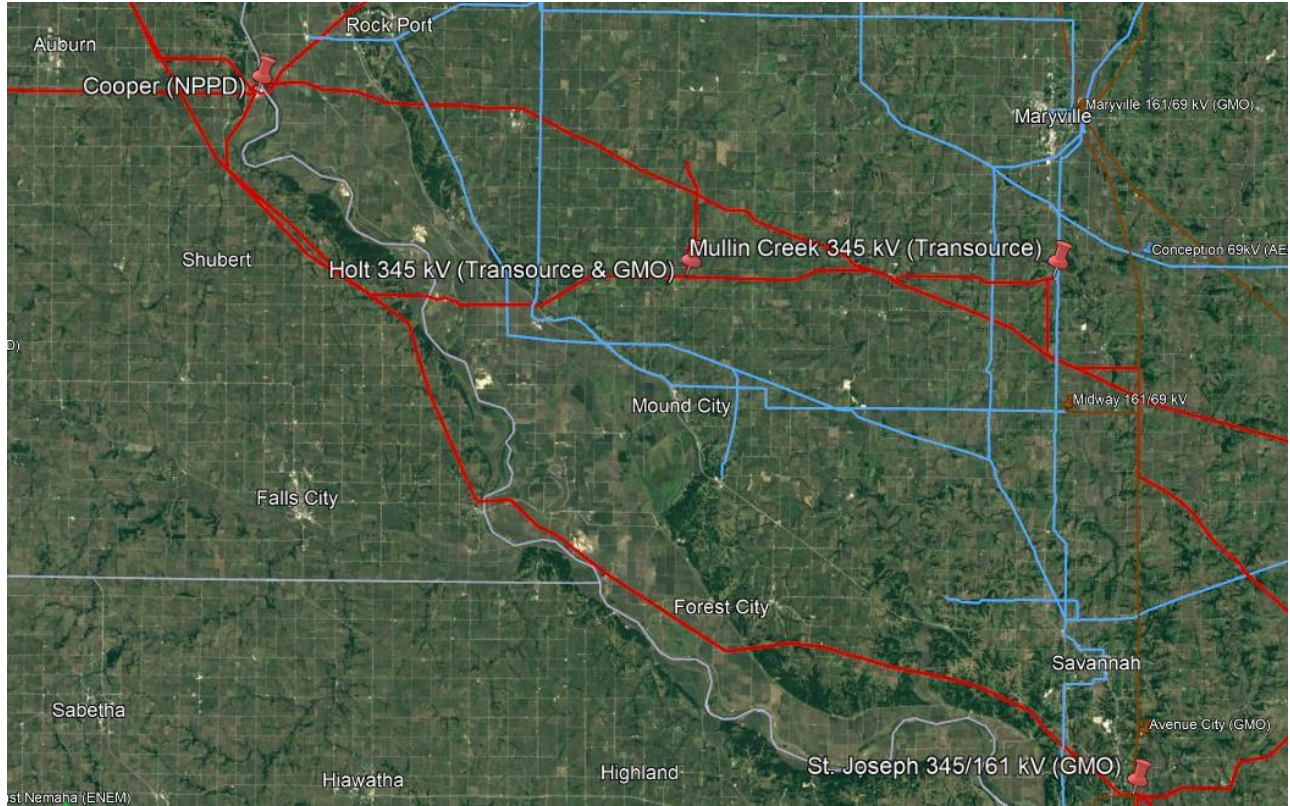 Rock Port
Auburn
Cooper (NPPD)
Maryville 161/69 kV (GMO)
Maryville
Mullin Creek 345 kV (Transource)
Conception 69kV (AE
Shubert
Holt 345 kV (Transource & GMO)
D)
Midway 161/69 kV
Mound City
Falls City
Forest City
Savannah
Sabetha
Avenue City (GMO)
St. Joseph 345/161 kV (GMO)
Highland
Hiawatha
st Nemaha (ENEM)